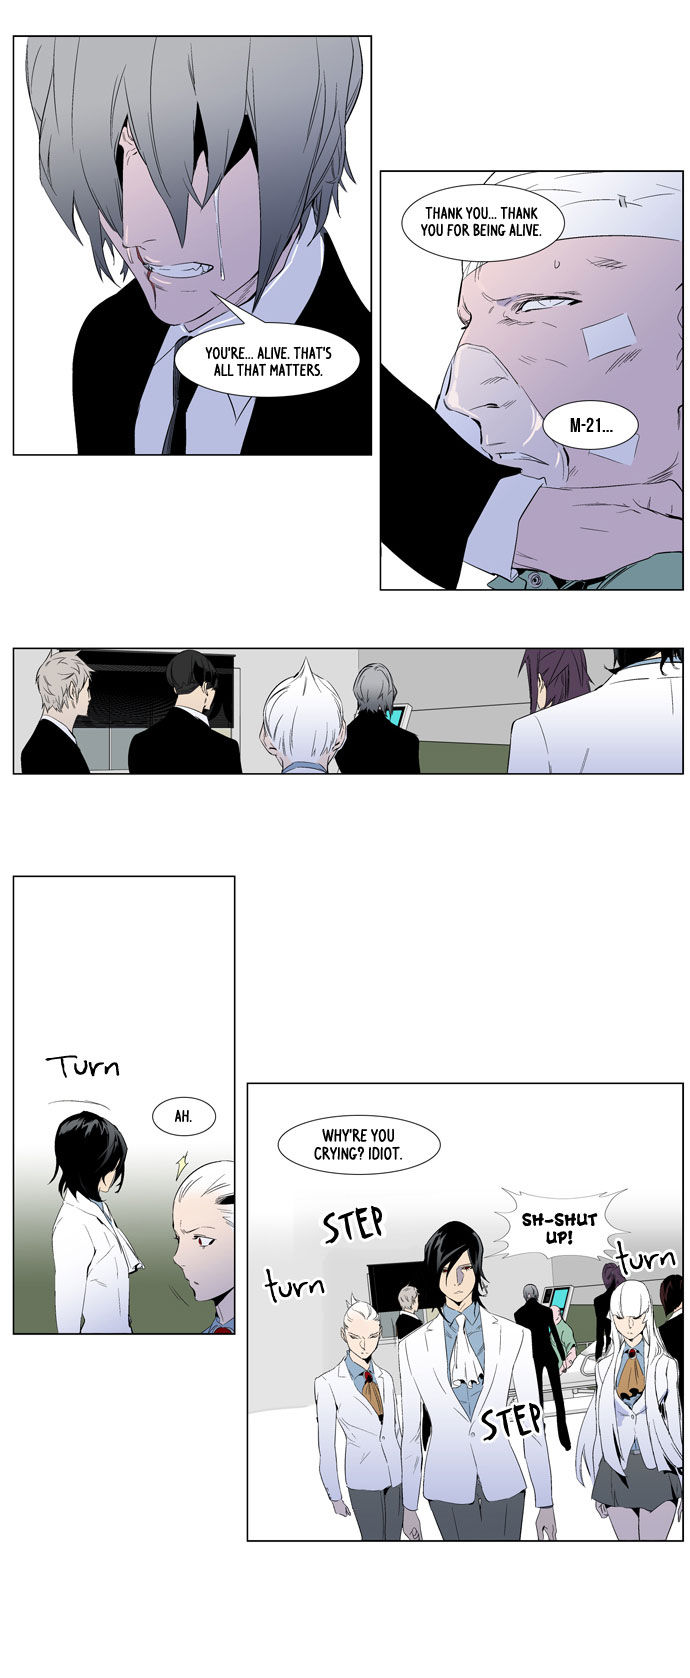 YOU'RE... ALIVE. THAT'S
ALL THAT MATTERS.
THANK YOU... THANK
YOU FOR BEING ALIVE.
M-21...
Turn
AH.
WHY'RE YOU
CRYING? IDIOT.
STEP
SH-SHUT
UP!
turn
turn
STEP